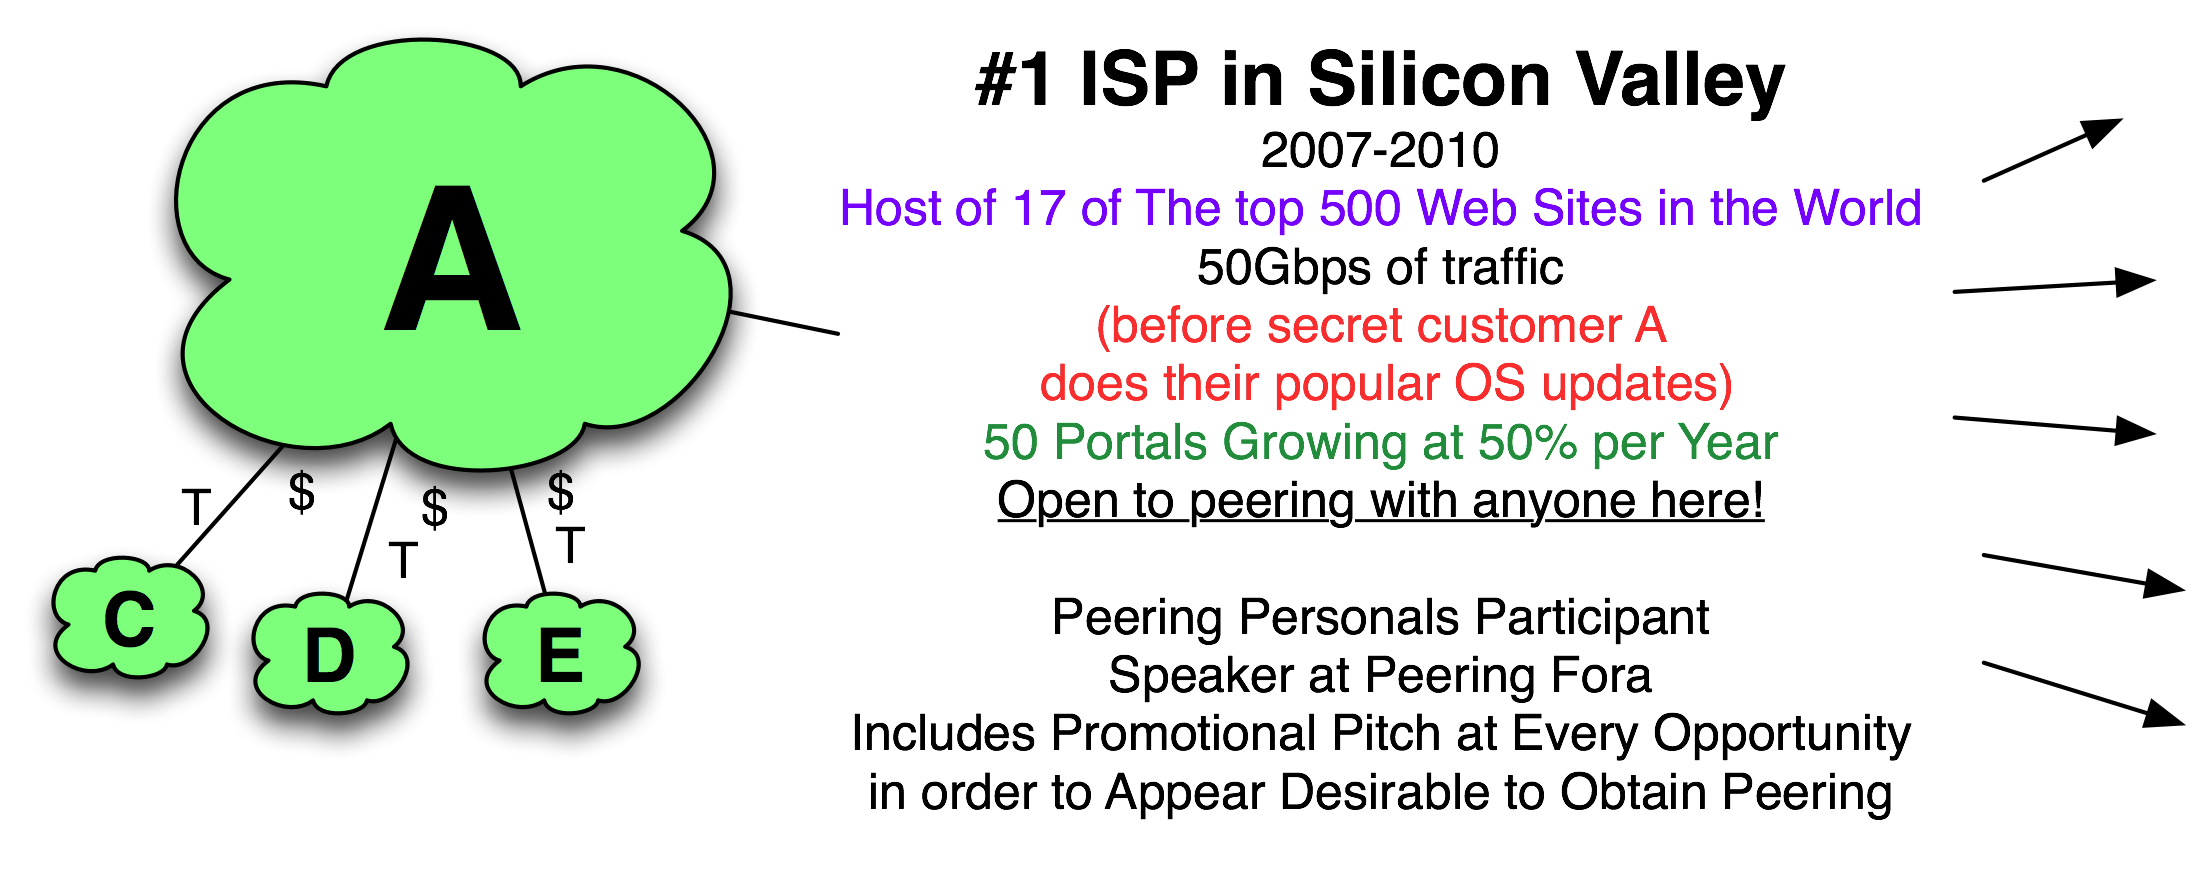 A
T
$
$
T
$
T
C
D
E
#1 ISP in Silicon Valley
2007-2010
Host of 17 of The top 500 Web Sites in the World
50Gbps of traffic
(before secret customer A
does their popular OS updates)
50 Portals Growing at 50% per Year
Open to peering with anyone here!
Peering Personals Participant
Speaker at Peering Fora
Includes Promotional Pitch at Every Opportunity
in order to Appear Desirable to Obtain Peering